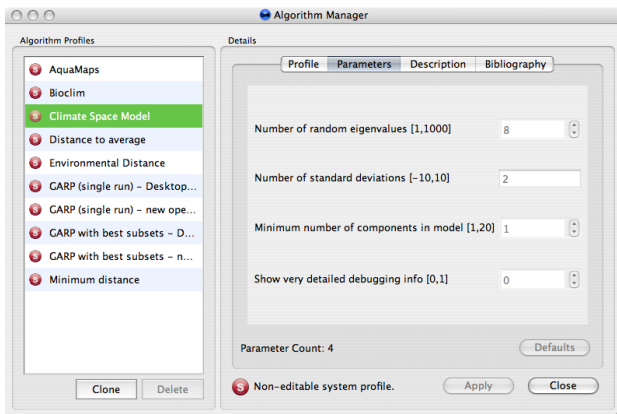 Algorithm Manager
Algorithm Profiles
Details
S AquaMaps
S Bioclim
S Climate Space Model
S Distance to average
S Environmental Distance
S GARP (single run) – Desktop...
S GARP (single run) – new ope...
S GARP with best subsets – D...
S GARP with best subsets – n...
S Minimum distance
Clone Delete
Profile Parameters Description Bibliography
Number of random eigenvalues [1,1000] 8
Number of standard deviations [-10,10] 2
Minimum number of components in model [1,20] 1
Show very detailed debugging info [0,1] 0
Parameter Count: 4 Defaults
S Non-editable system profile. Apply Close